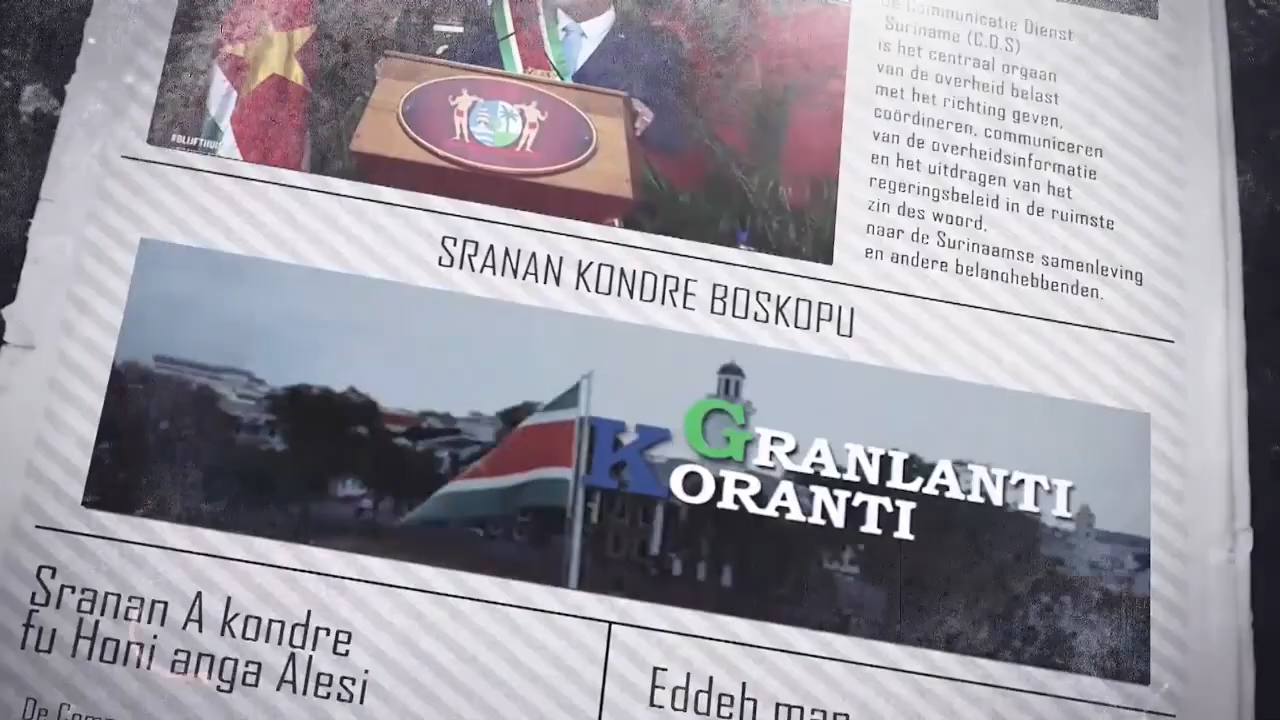 De Communicatie Dienst
Suriname (C.D.S)
is het centraal orgaan
van de overheid belast
met het richting geven,
coördineren, communiceren
van de overheidsinformatie
en het uitdragen van het
regeringsbeleid in de ruimste
zin des woord,
naar de Surinaamse samenleving
en andere belanghebbenden.
SRANAN KONDRE BOSKOPU
GRANLANTI
KORANTI
Sranan A kondre
fu Honi anga Alesi
Eddeh man